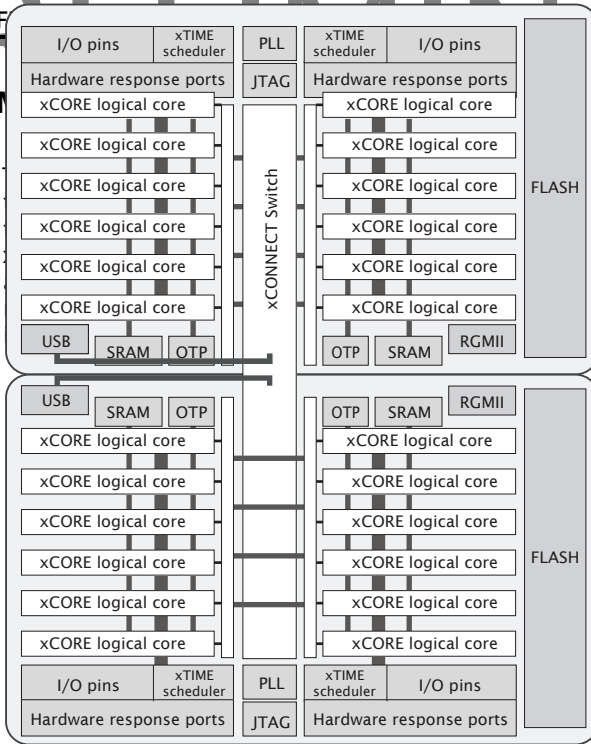 I/O pins
xTIME scheduler
PLL
xTIME scheduler
I/O pins
Hardware response ports
JTAG
Hardware response ports
xCORE logical core
xCORE logical core
xCORE logical core
xCORE logical core
xCORE logical core
xCORE logical core
FLASH
xCONNECT Switch
xCORE logical core
xCORE logical core
xCORE logical core
xCORE logical core
xCORE logical core
xCORE logical core
USB
SRAM
OTP
OTP
SRAM
RGMII
USB
SRAM
OTP
OTP
SRAM
RGMII
xCORE logical core
xCORE logical core
xCORE logical core
xCORE logical core
xCORE logical core
xCORE logical core
FLASH
xCORE logical core
xCORE logical core
xCORE logical core
xCORE logical core
xCORE logical core
xCORE logical core
I/O pins
xTIME scheduler
PLL
xTIME scheduler
I/O pins
Hardware response ports
JTAG
Hardware response ports